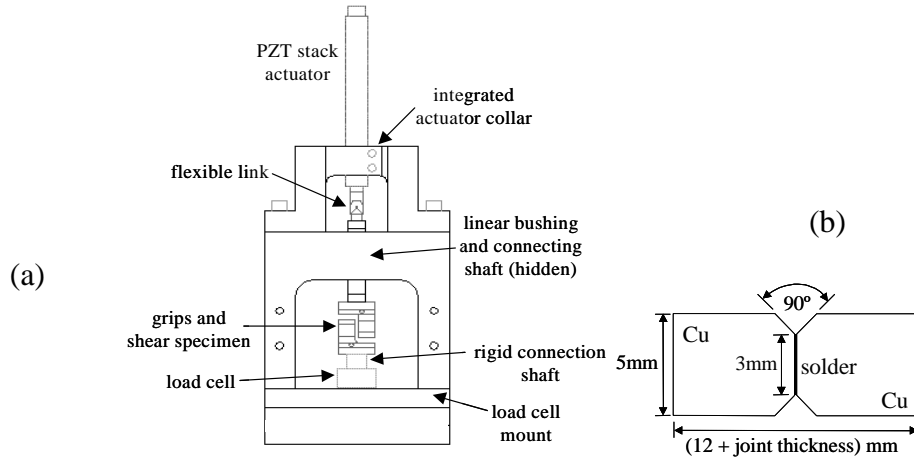 PZT stack
actuator
integrated
actuator collar
flexible link
linear bushing
and connecting
shaft (hidden)
(a)
grips and
shear specimen
rigid connection
shaft
load cell
load cell
mount
(b)
90º
Cu
5mm
3mm
solder
Cu
(12 + joint thickness) mm